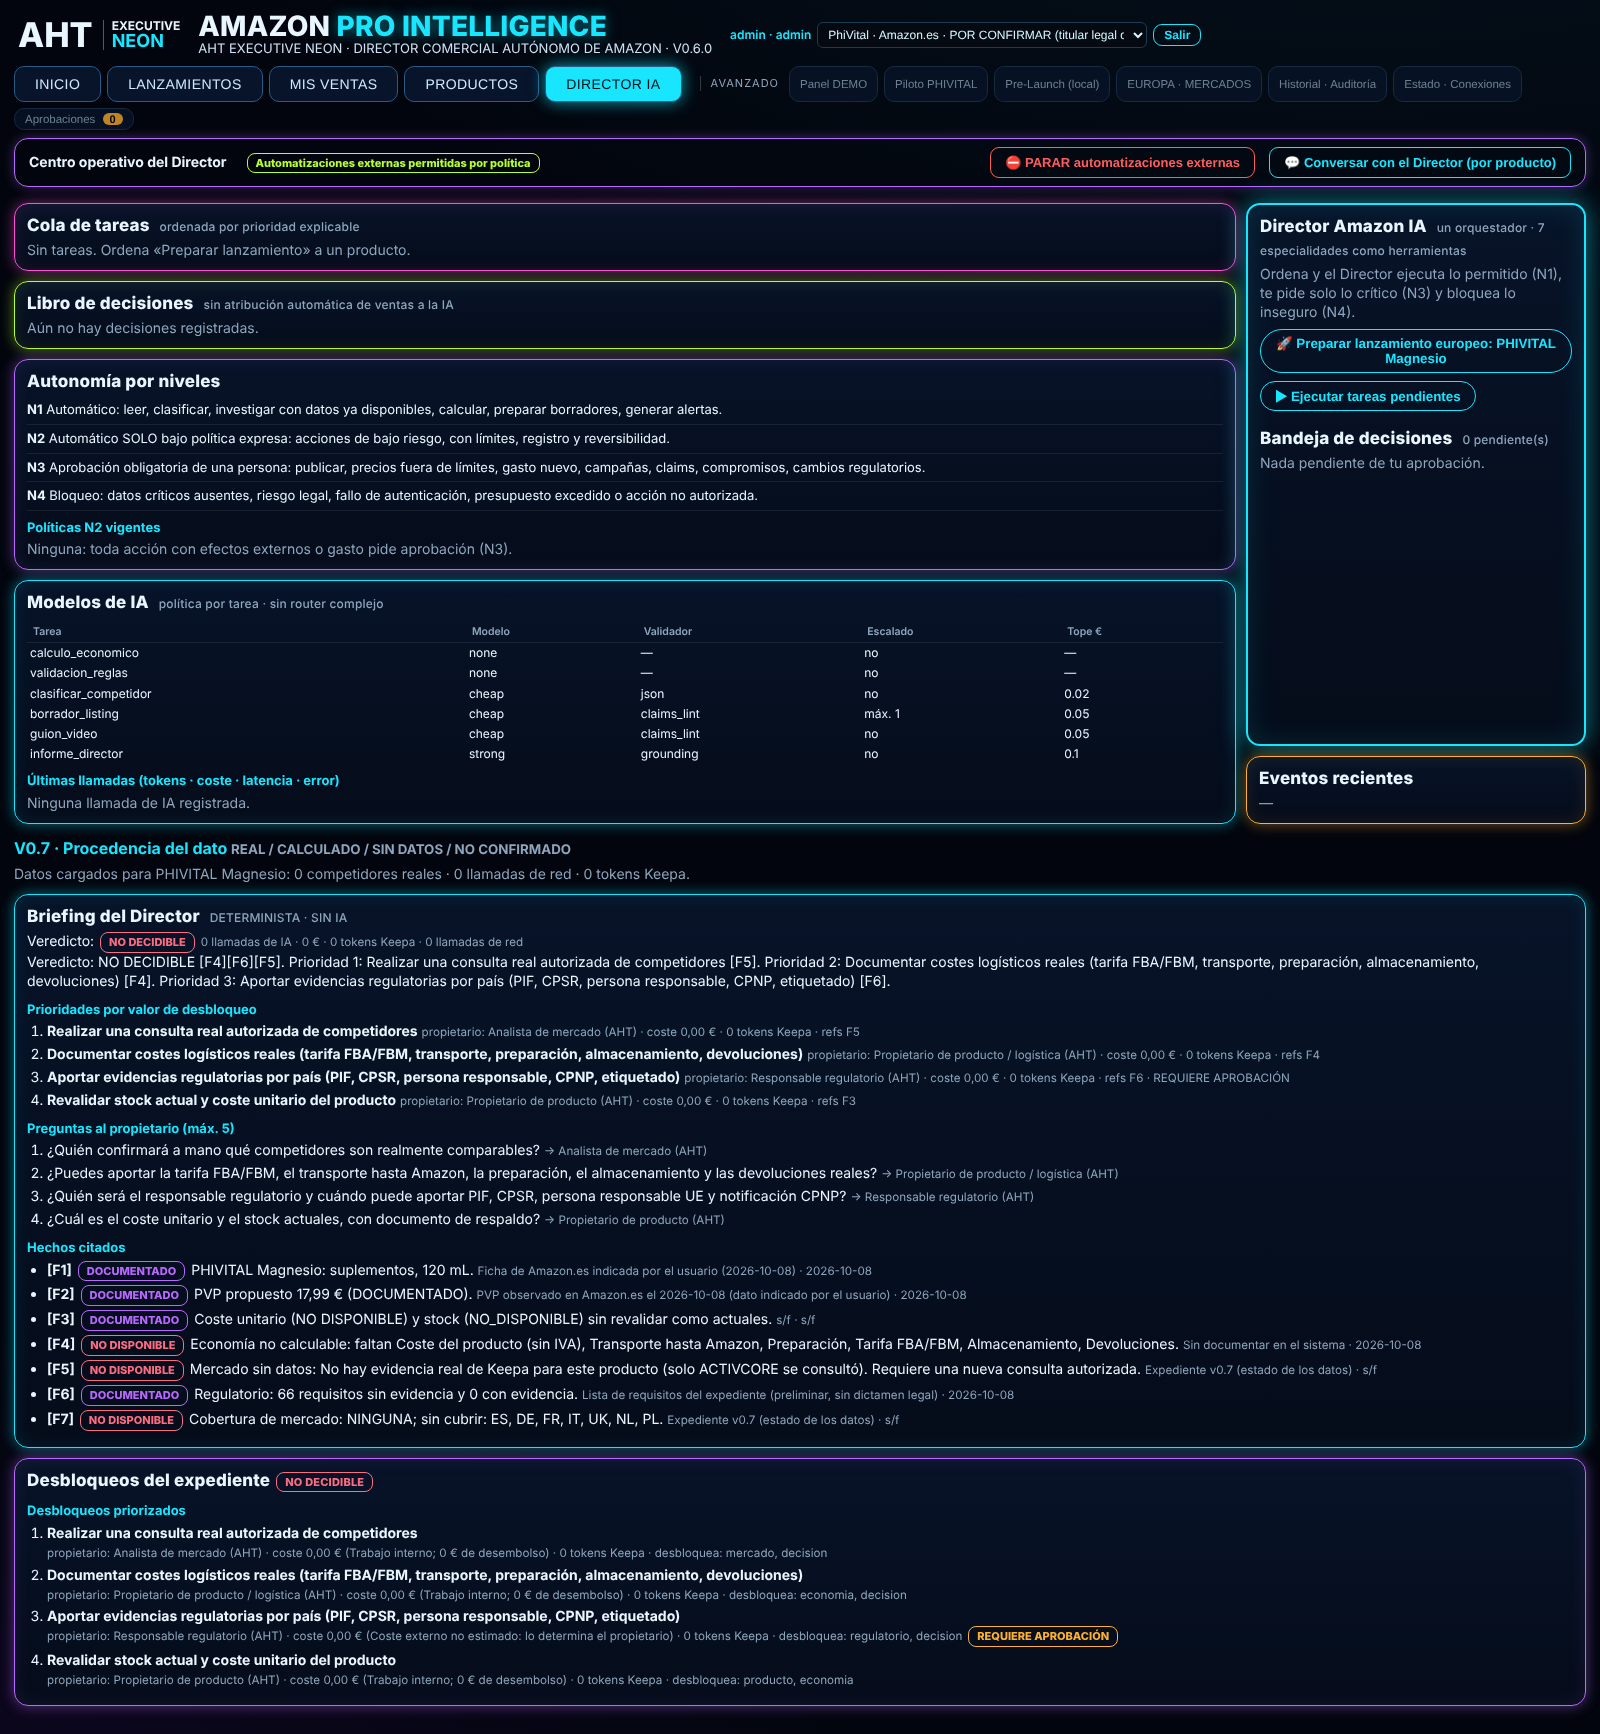 AHT EXECUTIVE NEON
AMAZON PRO INTELLIGENCE
AHT EXECUTIVE NEON · DIRECTOR COMERCIAL AUTÓNOMO DE AMAZON · V0.6.0
admin · admin
PhiVital · Amazon.es · POR CONFIRMAR (titular legal
Salir
INICIO
LANZAMIENTOS
MIS VENTAS
PRODUCTOS
DIRECTOR IA
AVANZADO
Panel DEMO
Piloto PHIVITAL
Pre-Launch (local)
EUROPA · MERCADOS
Historial · Auditoría
Estado · Conexiones
Aprobaciones 0
Centro operativo del Director
Automatizaciones externas permitidas por política
⛔ PARAR automatizaciones externas
💬 Conversar con el Director (por producto)
Cola de tareas ordenada por prioridad explicable
Sin tareas. Ordena «Preparar lanzamiento» a un producto.
Libro de decisiones sin atribución automática de ventas a la IA
Aún no hay decisiones registradas.
Autonomía por niveles
N1 Automático: leer, clasificar, investigar con datos ya disponibles, calcular, preparar borradores, generar alertas.
N2 Automático SOLO bajo política expresa: acciones de bajo riesgo, con límites, registro y reversibilidad.
N3 Aprobación obligatoria de una persona: publicar, precios fuera de límites, gasto nuevo, campañas, claims, compromisos, cambios regulatorios.
N4 Bloqueo: datos críticos ausentes, riesgo legal, fallo de autenticación, presupuesto excedido o acción no autorizada.
Políticas N2 vigentes
Ninguna: toda acción con efectos externos o gasto pide aprobación (N3).
Modelos de IA política por tarea · sin router complejo
Tarea Modelo Validador Escalado Tope €
calculo_economico none — no —
validacion_reglas none — no —
clasificar_competidor cheap json no 0.02
borrador_listing cheap claims_lint máx. 1 0.05
guion_video cheap claims_lint no 0.05
informe_director strong grounding no 0.1
Últimas llamadas (tokens · coste · latencia · error)
Ninguna llamada de IA registrada.
Director Amazon IA un orquestador · 7
especialidades como herramientas
Ordena y el Director ejecuta lo permitido (N1),
te pide solo lo crítico (N3) y bloquea lo
inseguro (N4).
🚀 Preparar lanzamiento europeo: PHIVITAL
Magnesio
▶ Ejecutar tareas pendientes
Bandeja de decisiones 0 pendiente(s)
Nada pendiente de tu aprobación.
Eventos recientes
—
V0.7 · Procedencia del dato REAL / CALCULADO / SIN DATOS / NO CONFIRMADO
Datos cargados para PHIVITAL Magnesio: 0 competidores reales · 0 llamadas de red · 0 tokens Keepa.
Briefing del Director DETERMINISTA · SIN IA
Veredicto: NO DECIDIBLE 0 llamadas de IA · 0 € · 0 tokens Keepa · 0 llamadas de red
Veredicto: NO DECIDIBLE [F4][F6][F5]. Prioridad 1: Realizar una consulta real autorizada de competidores [F5]. Prioridad 2: Documentar costes logísticos reales (tarifa FBA/FBM, transporte, preparación, almacenamiento,
devoluciones) [F4]. Prioridad 3: Aportar evidencias regulatorias por país (PIF, CPSR, persona responsable, CPNP, etiquetado) [F6].
Prioridades por valor de desbloqueo
1. Realizar una consulta real autorizada de competidores propietario: Analista de mercado (AHT) · coste 0,00 € · 0 tokens Keepa · refs F5
2. Documentar costes logísticos reales (tarifa FBA/FBM, transporte, preparación, almacenamiento, devoluciones) propietario: Propietario de producto / logística (AHT) · coste 0,00 € · 0 tokens Keepa · refs F4
3. Aportar evidencias regulatorias por país (PIF, CPSR, persona responsable, CPNP, etiquetado) propietario: Responsable regulatorio (AHT) · coste 0,00 € · 0 tokens Keepa · refs F6 · REQUIERE APROBACIÓN
4. Revalidar stock actual y coste unitario del producto propietario: Propietario de producto (AHT) · coste 0,00 € · 0 tokens Keepa · refs F3
Preguntas al propietario (máx. 5)
1. ¿Quién confirmará a mano qué competidores son realmente comparables? → Analista de mercado (AHT)
2. ¿Puedes aportar la tarifa FBA/FBM, el transporte hasta Amazon, la preparación, el almacenamiento y las devoluciones reales? → Propietario de producto / logística (AHT)
3. ¿Quién será el responsable regulatorio y cuándo puede aportar PIF, CPSR, persona responsable UE y notificación CPNP? → Responsable regulatorio (AHT)
4. ¿Cuál es el coste unitario y el stock actuales, con documento de respaldo? → Propietario de producto (AHT)
Hechos citados
• [F1] DOCUMENTADO PHIVITAL Magnesio: suplementos, 120 mL. Ficha de Amazon.es indicada por el usuario (2026-10-08) · 2026-10-08
• [F2] DOCUMENTADO PVP propuesto 17,99 € (DOCUMENTADO). PVP observado en Amazon.es el 2026-10-08 (dato indicado por el usuario) · 2026-10-08
• [F3] DOCUMENTADO Coste unitario (NO DISPONIBLE) y stock (NO_DISPONIBLE) sin revalidar como actuales. s/f · s/f
• [F4] NO DISPONIBLE Economía no calculable: faltan Coste del producto (sin IVA), Transporte hasta Amazon, Preparación, Tarifa FBA/FBM, Almacenamiento, Devoluciones. Sin documentar en el sistema · 2026-10-08
• [F5] NO DISPONIBLE Mercado sin datos: No hay evidencia real de Keepa para este producto (solo ACTIVCORE se consultó). Requiere una nueva consulta autorizada. Expediente v0.7 (estado de los datos) · s/f
• [F6] DOCUMENTADO Regulatorio: 66 requisitos sin evidencia y 0 con evidencia. Lista de requisitos del expediente (preliminar, sin dictamen legal) · 2026-10-08
• [F7] NO DISPONIBLE Cobertura de mercado: NINGUNA; sin cubrir: ES, DE, FR, IT, UK, NL, PL. Expediente v0.7 (estado de los datos) · s/f
Desbloqueos del expediente NO DECIDIBLE
Desbloqueos priorizados
1. Realizar una consulta real autorizada de competidores
propietario: Analista de mercado (AHT) · coste 0,00 € (Trabajo interno; 0 € de desembolso) · 0 tokens Keepa · desbloquea: mercado, decision
2. Documentar costes logísticos reales (tarifa FBA/FBM, transporte, preparación, almacenamiento, devoluciones)
propietario: Propietario de producto / logística (AHT) · coste 0,00 € (Trabajo interno; 0 € de desembolso) · 0 tokens Keepa · desbloquea: economia, decision
3. Aportar evidencias regulatorias por país (PIF, CPSR, persona responsable, CPNP, etiquetado)
propietario: Responsable regulatorio (AHT) · coste 0,00 € (Coste externo no estimado: lo determina el propietario) · 0 tokens Keepa · desbloquea: regulatorio, decision REQUIERE APROBACIÓN
4. Revalidar stock actual y coste unitario del producto
propietario: Propietario de producto (AHT) · coste 0,00 € (Trabajo interno; 0 € de desembolso) · 0 tokens Keepa · desbloquea: producto, economia